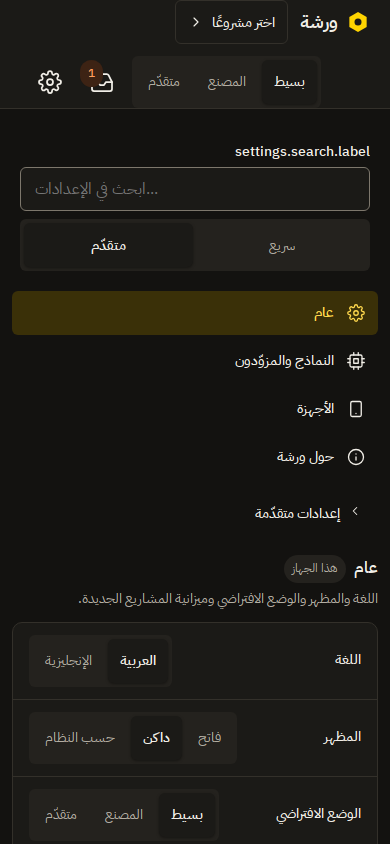 ورشة
اختر مشروعًا
بسيط
المصنع
متقدّم
1
settings.search.label
ابحث في الإعدادات...
سريع
متقدّم
عام
النماذج والمزوّدون
الأجهزة
حول ورشة
إعدادات متقدّمة
عام
هذا الجهاز
اللغة والمظهر والوضع الافتراضي وميزانية المشاريع الجديدة.
اللغة
العربية
الإنجليزية
المظهر
فاتح
داكن
حسب النظام
الوضع الافتراضي
بسيط
المصنع
متقدّم